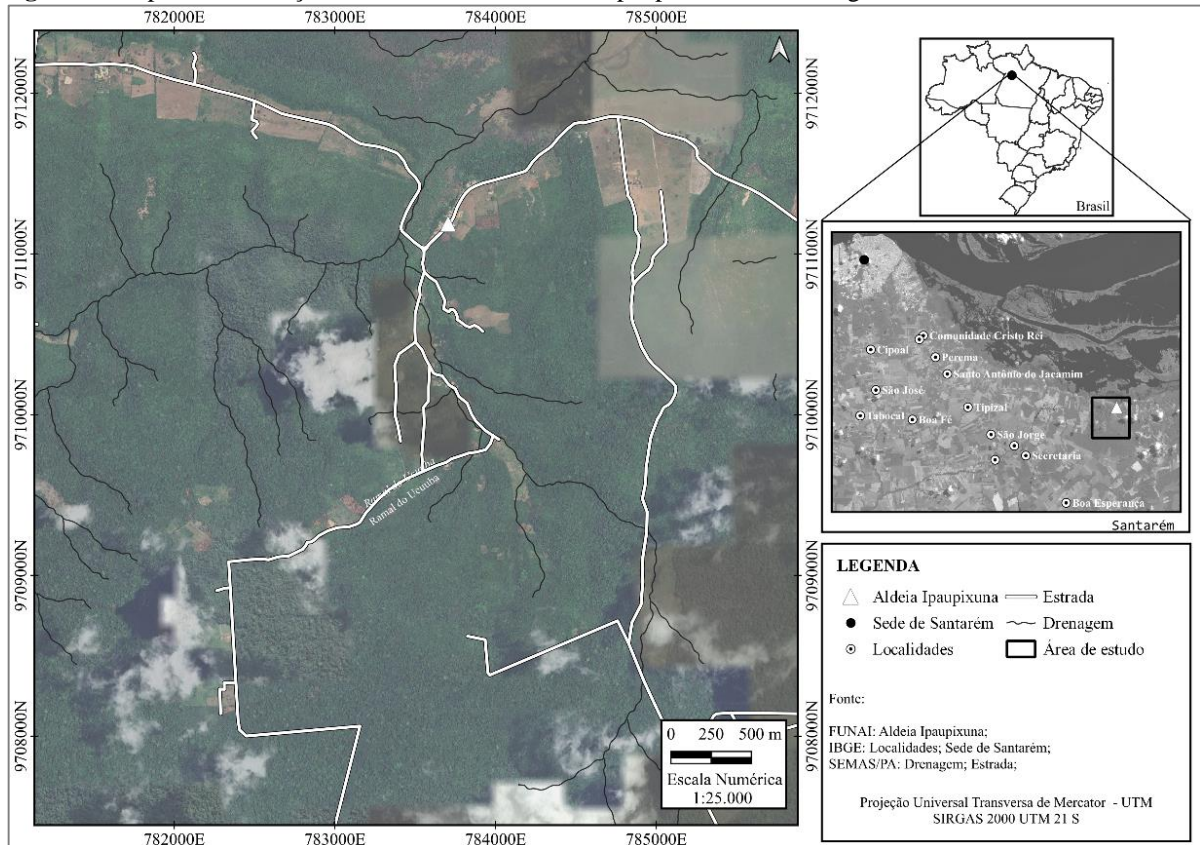 782000E 783000E 784000E 785000E
9712000N
9711000N
9710000N
9709000N
9708000N
9712000N
9711000N
9710000N
9709000N
9708000N
Ramal do Ucuuba
Ramal do Ucuuba
0 250 500 m
Escala Numérica
1:25.000
782000E 783000E 784000E 785000E
Brasil
Comunidade Cristo Rei
Cipoal
Perema
Santo Antônio do Jacamim
São José
Tabocal
Boa Fé
Tipizal
São Jorge
Secretaria
Boa Esperança
Santarém
LEGENDA
Aldeia Ipaupixuna
Estrada
Sede de Santarém
Drenagem
Localidades
Área de estudo
Fonte:
FUNAI: Aldeia Ipaupixuna;
IBGE: Localidades; Sede de Santarém;
SEMAS/PA: Drenagem; Estrada;
Projeção Universal Transversa de Mercator - UTM
SIRGAS 2000 UTM 21 S